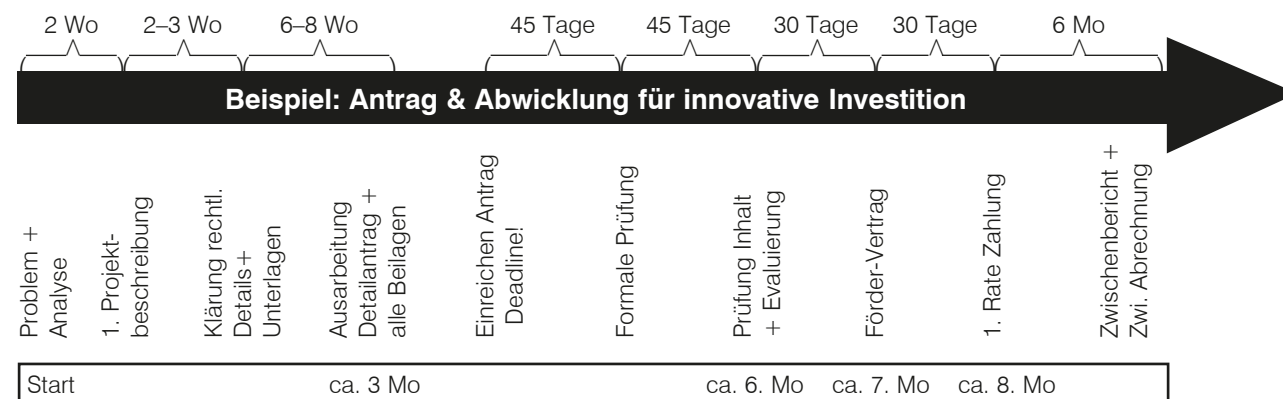 2 Wo 2–3 Wo 6–8 Wo 45 Tage 45 Tage 30 Tage 30 Tage 6 Mo
Beispiel: Antrag & Abwicklung für innovative Investition
Problem +
Analyse
1. Projekt-
beschreibung
Klärung rechtl.
Details+
Unterlagen
Ausarbeitung
Detailantrag +
alle Beilagen
Einreichen Antrag
Deadline!
Formale Prüfung
Prüfung Inhalt
+ Evaluierung
Förder-Vertrag
1. Rate Zahlung
Zwischenbericht +
Zwi. Abrechnung
Start ca. 3 Mo ca. 6. Mo ca. 7. Mo ca. 8. Mo